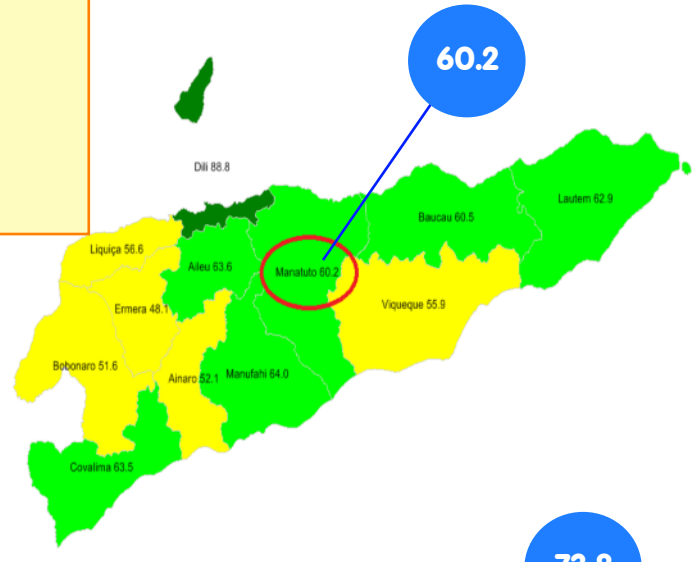 60.2
Dili 88.8
Lautem 62.9
Baucau 60.5
Liquiça 56.6
Aileu 63.6
Manatuto 60.2
Ermera 48.1
Viqueque 55.9
Bobonaro 51.6
Ainaro 52.1
Manufahi 64.0
Covalima 63.5